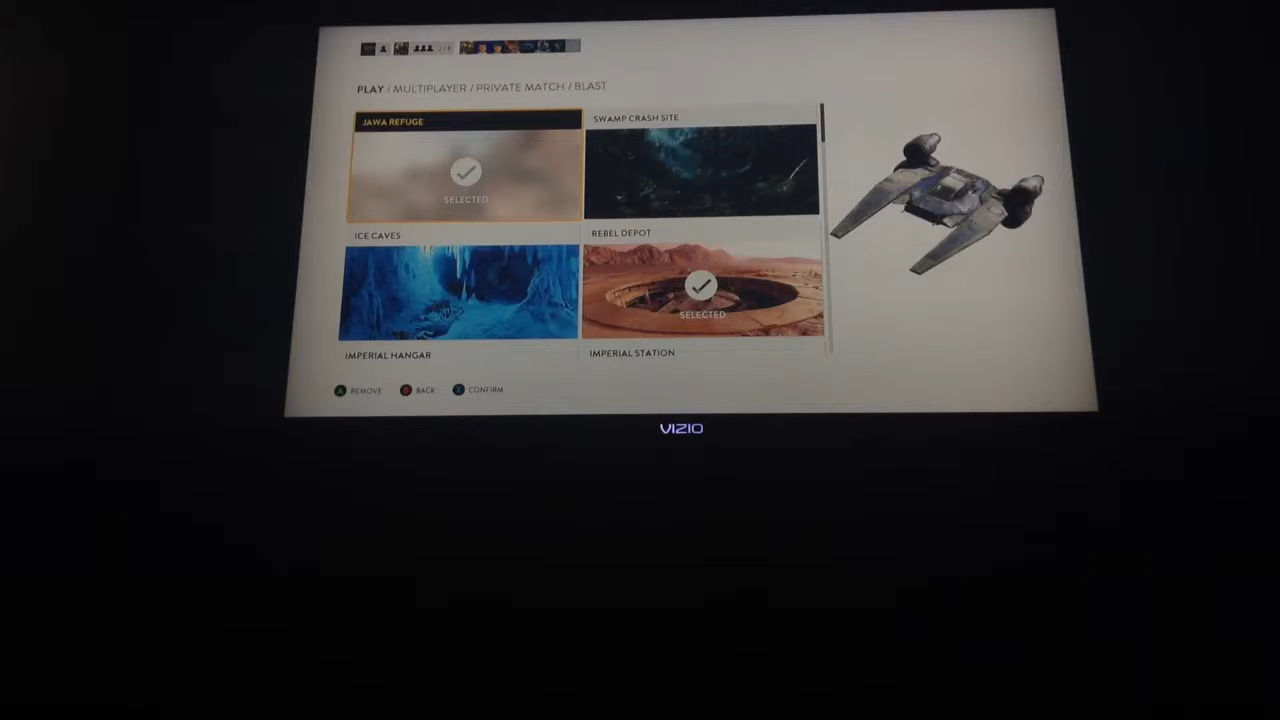 PLAY / MULTIPLAYER / PRIVATE MATCH / BLAST
JAWA REFUGE
SWAMP CRASH SITE
SELECTED
ICE CAVES
REBEL DEPOT
SELECTED
IMPERIAL HANGAR
IMPERIAL STATION
A REMOVE B BACK X CONFIRM
VIZIO